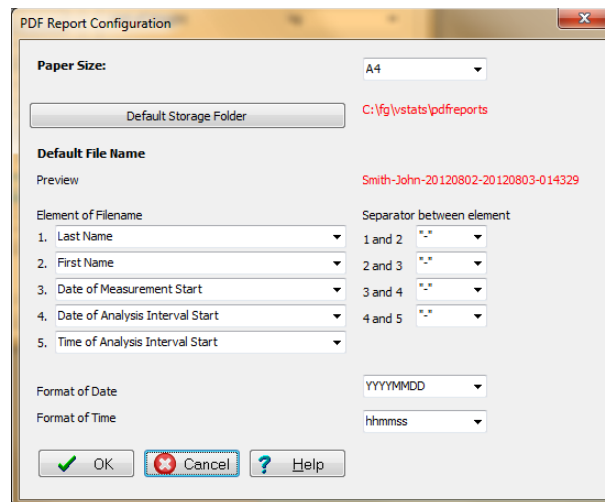 PDF Report Configuration
x
Paper Size:
A4
Default Storage Folder
C:\fg\vstats\pdfreports
Default File Name
Preview
Smith-John-20120802-20120803-014329
Element of Filename
Separator between element
1. Last Name
1 and 2 "-"
2. First Name
2 and 3 "-"
3. Date of Measurement Start
3 and 4 "-"
4. Date of Analysis Interval Start
4 and 5 "-"
5. Time of Analysis Interval Start
Format of Date
YYYYMMDD
Format of Time
hhmmss
OK
Cancel
? Help